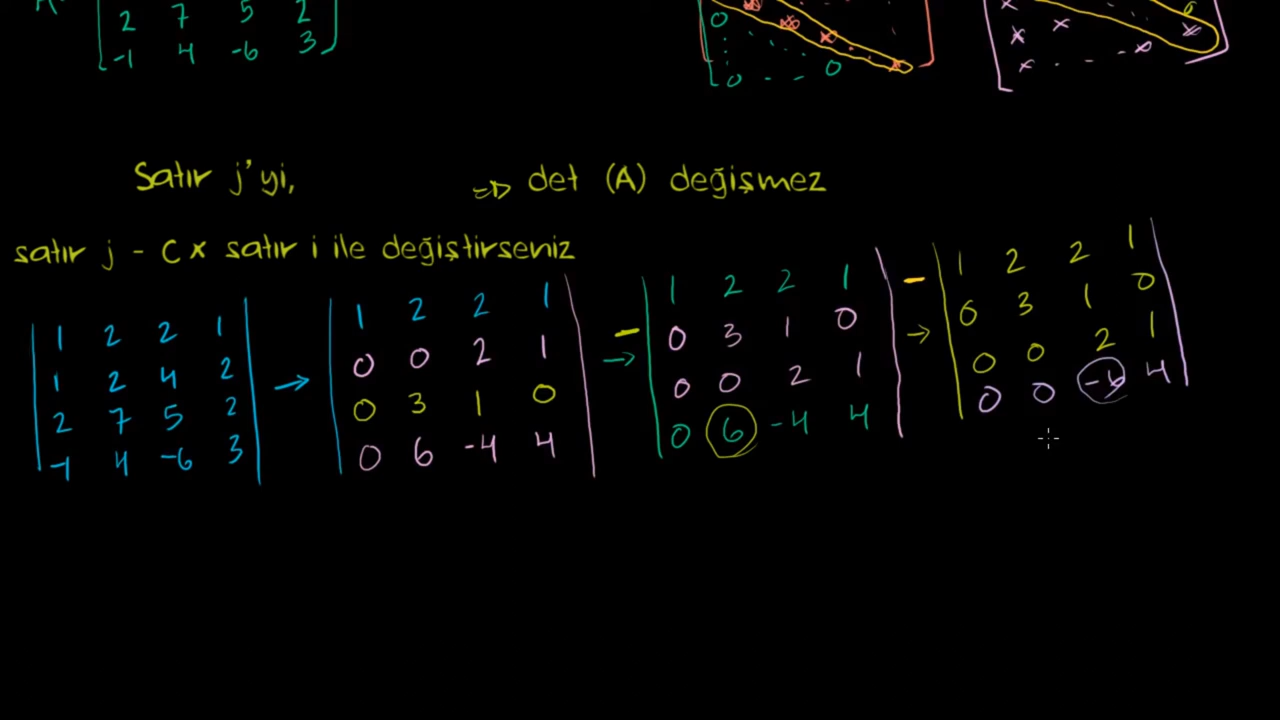 2 7 5 2
-1 4 -6 3
0 x x x
0 - - 0 x
x x x
x . - x
Satır j'yi, => det (A) değişmez
satır j - c x satır i ile değiştirseniz
1 2 2 1 → 1 2 2 1 - → 1 2 2 1 - → 1 2 2 1
1 2 4 2 0 0 2 1 0 3 1 0 0 3 1 0
2 7 5 2 0 3 1 0 0 0 2 1 0 0 2 1
-1 4 -6 3 0 6 -4 4 0 6 -4 4 0 0 -6 4